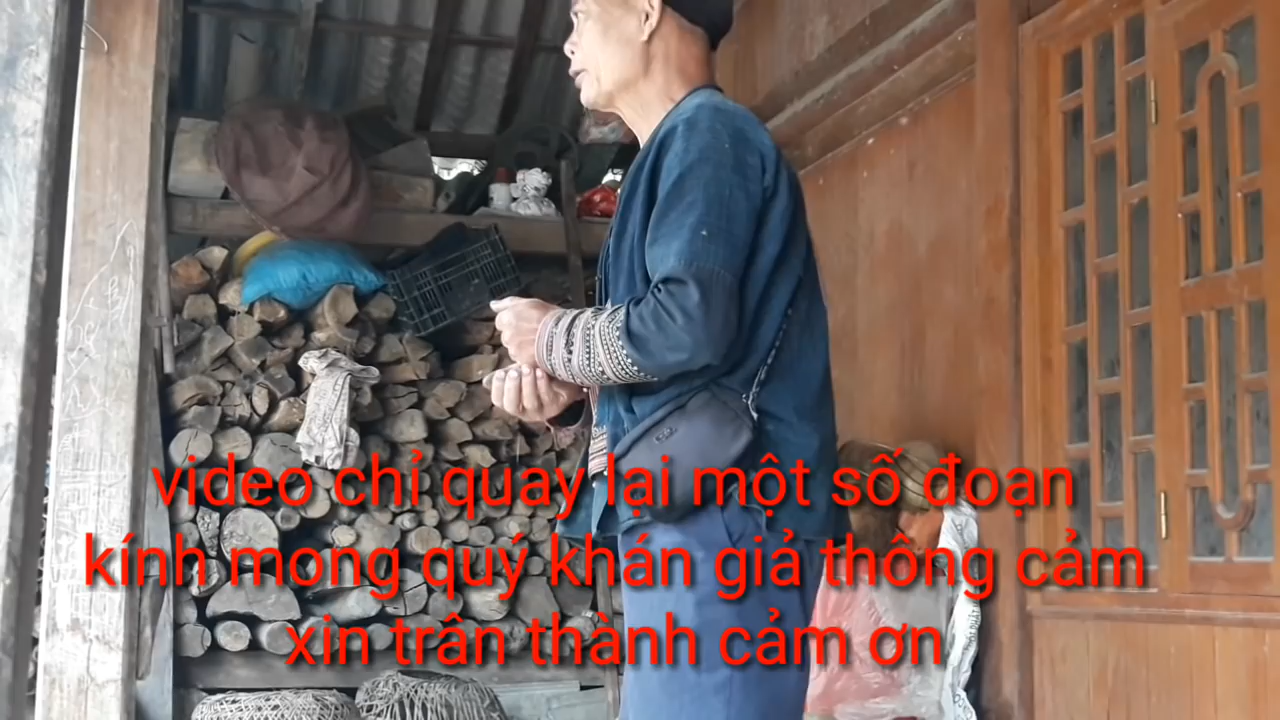 video chỉ quay lại một số đoạn
kính mong quý khán giả thông cảm
xin trân thành cảm ơn